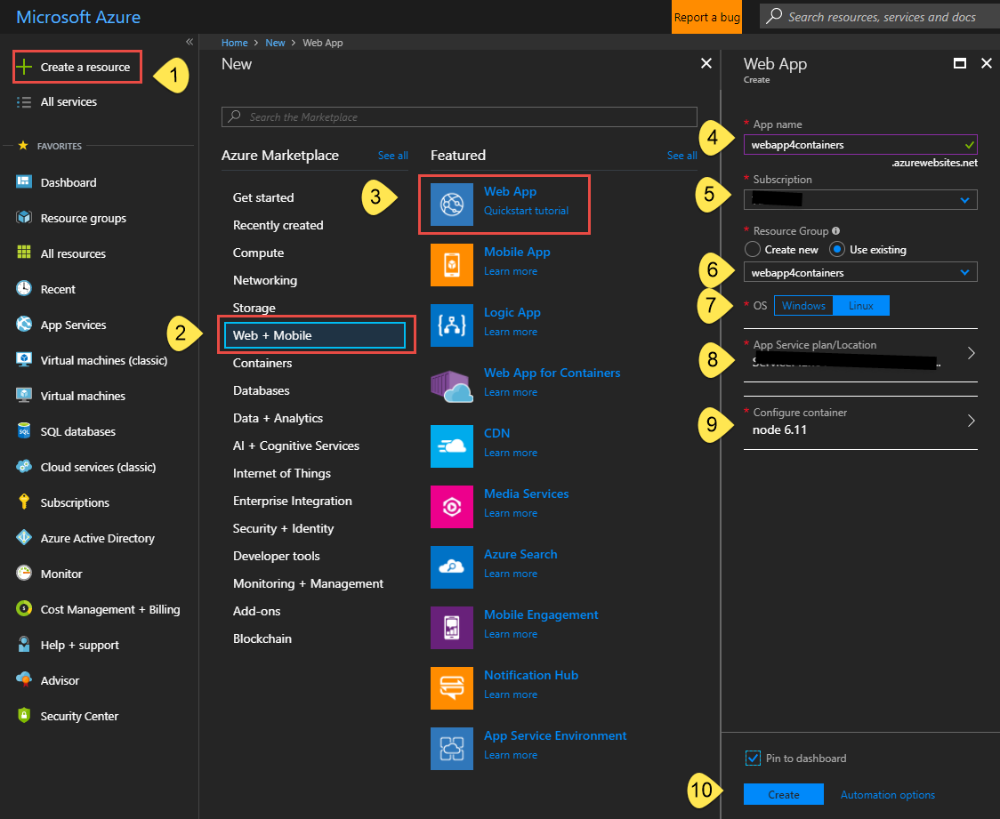 Microsoft Azure
Report a bug
Search resources, services and docs
Create a resource
1
All services
FAVORITES
Dashboard
Resource groups
All resources
Recent
App Services
Virtual machines (classic)
Virtual machines
SQL databases
Cloud services (classic)
Subscriptions
Azure Active Directory
Monitor
Cost Management + Billing
Help + support
Advisor
Security Center
Home > New > Web App
New
Search the Marketplace
Azure Marketplace See all
Get started
Recently created
Compute
Networking
Storage
2
Web + Mobile
Containers
Databases
Data + Analytics
AI + Cognitive Services
Internet of Things
Enterprise Integration
Security + Identity
Developer tools
Monitoring + Management
Add-ons
Blockchain
Featured See all
3
Web App
Quickstart tutorial
Mobile App
Learn more
Logic App
Learn more
Web App for Containers
Learn more
CDN
Learn more
Media Services
Learn more
Azure Search
Learn more
Mobile Engagement
Learn more
Notification Hub
Learn more
App Service Environment
Learn more
Web App
Create
* App name
4
webapp4containers
.azurewebsites.net
* Subscription
5
* Resource Group
Create new Use existing
6
webapp4containers
7
* OS Windows Linux
* App Service plan/Location
8
* Configure container
9
node 6.11
Pin to dashboard
10
Create Automation options